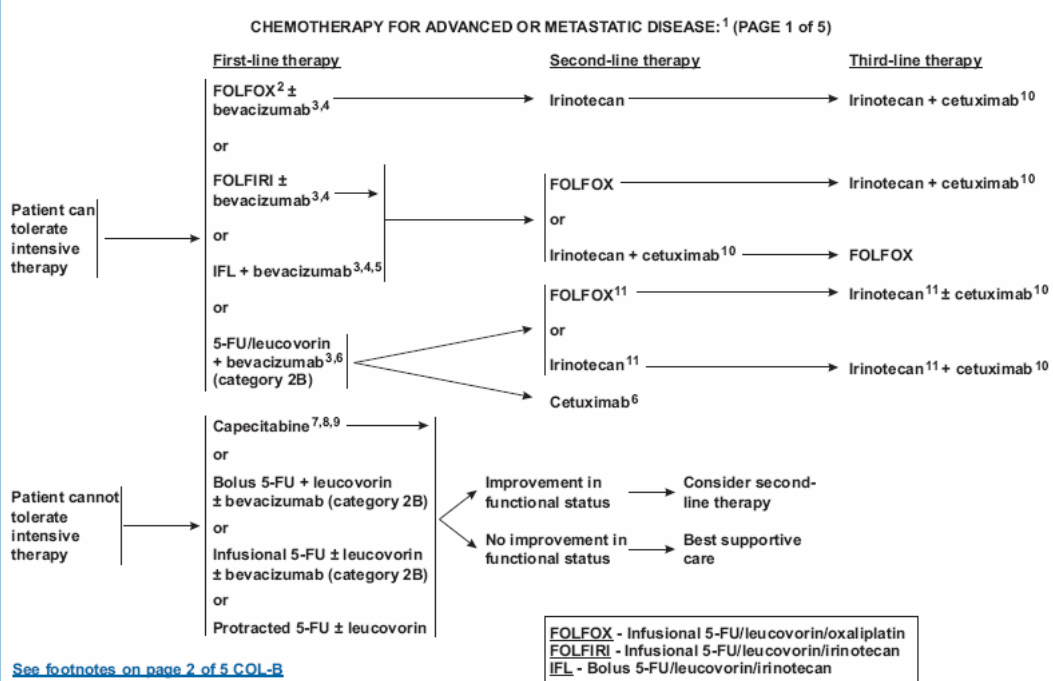 CHEMOTHERAPY FOR ADVANCED OR METASTATIC DISEASE:1 (PAGE 1 of 5)
First-line therapy
Second-line therapy
Third-line therapy
Patient can
tolerate
intensive
therapy
FOLFOX2 ±
bevacizumab3,4
Irinotecan
Irinotecan + cetuximab10
or
FOLFIRI ±
bevacizumab3,4
or
IFL + bevacizumab3,4,5
FOLFOX
Irinotecan + cetuximab10
or
Irinotecan + cetuximab10
FOLFOX
or
5-FU/leucovorin
+ bevacizumab3,6
(category 2B)
FOLFOX11
Irinotecan11 ± cetuximab10
or
Irinotecan11
Irinotecan11 + cetuximab10
Cetuximab6
Patient cannot
tolerate
intensive
therapy
Capecitabine7,8,9
or
Bolus 5-FU + leucovorin
± bevacizumab (category 2B)
or
Infusional 5-FU ± leucovorin
± bevacizumab (category 2B)
or
Protracted 5-FU ± leucovorin
Improvement in
functional status
Consider second-
line therapy
No improvement in
functional status
Best supportive
care
FOLFOX - Infusional 5-FU/leucovorin/oxaliplatin
FOLFIRI - Infusional 5-FU/leucovorin/irinotecan
IFL - Bolus 5-FU/leucovorin/irinotecan
See footnotes on page 2 of 5 COL-B